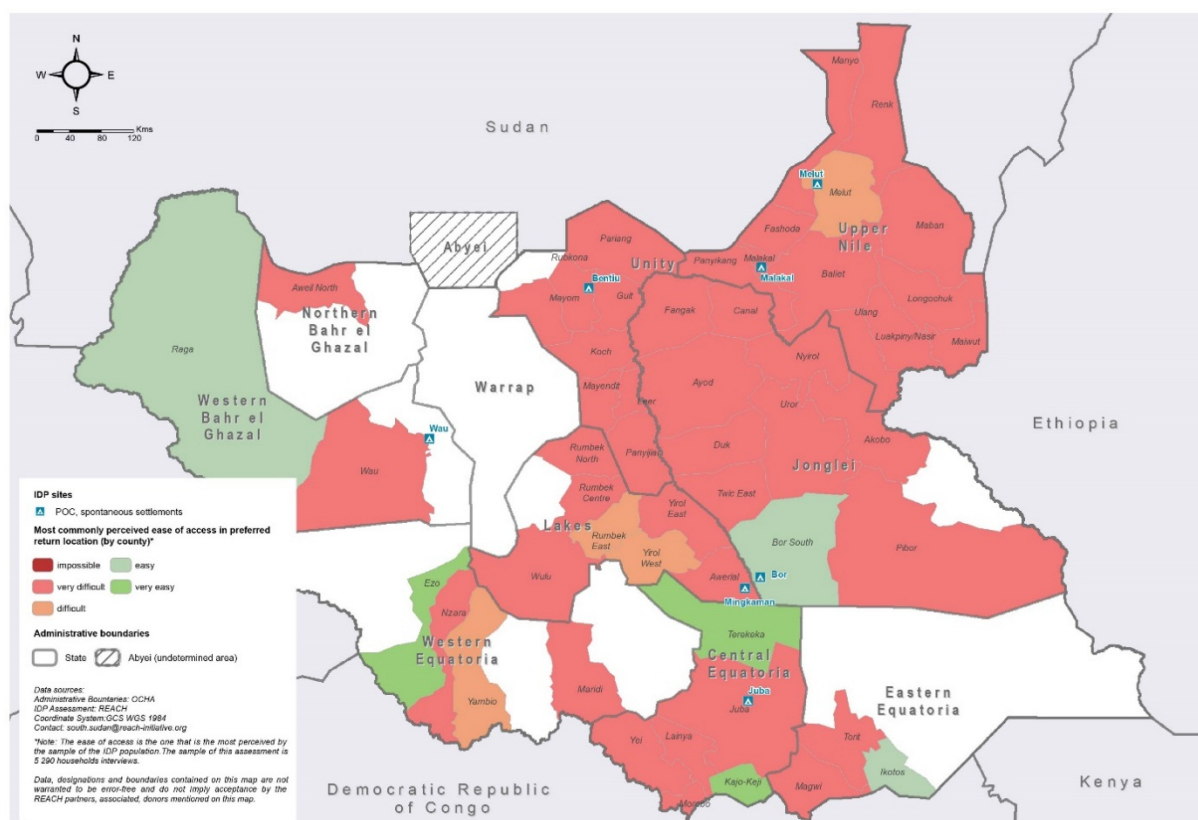 N
W E
S
Kms
0 20 40 80 120
Sudan
Manyo
Renk
Melut
Melut
Fashoda
Upper
Nile
Maban
Abyei
Pariang
Rubkona
Unity
Panyikang
Malakal
Malakal
Baliet
Bentiu
Mayom
Guit
Aweil North
Northern
Bahr el
Ghazal
Fangak
Canal
Longochuk
Ulang
Luakpiny/Nasir
Maiwut
Raga
Koch
Nyirol
Warrap
Mayendit
Ayod
Leer
Uror
Western
Bahr el
Ghazal
Wau
Wau
Ethiopia
Rumbek
North
Panyijiar
Duk
Akobo
Jonglei
Rumbek
Centre
Twic East
Lakes
Yirol
East
Rumbek
East
Yirol
West
Bor South
Pibor
Wulu
Awerial
Bor
Mingkaman
Ezo
Nzara
Terekeka
Western
Equatoria
Central
Equatoria
Maridi
Yambio
Juba
Juba
Eastern
Equatoria
Yei
Lainya
Torit
Ikotos
Kajo-Keji
Magwi
Morobo
Democratic Republic
of Congo
Kenya
IDP sites
POC, spontaneous settlements
Most commonly perceived ease of access in preferred
return location (by county)*
impossible easy
very difficult very easy
difficult
Administrative boundaries
State Abyei (undetermined area)
Data sources:
Administrative Boundaries: OCHA
IDP Assessment: REACH
Coordinate System:GCS WGS 1984
Contact: south.sudan@reach-initiative.org
*Note: The ease of access is the one that is the most perceived by
the sample of the IDP population.The sample of this assessment is
5 290 households interviews.
Data, designations and boundaries contained on this map are not
warranted to be error-free and do not imply acceptance by the
REACH partners, associated, donors mentioned on this map.